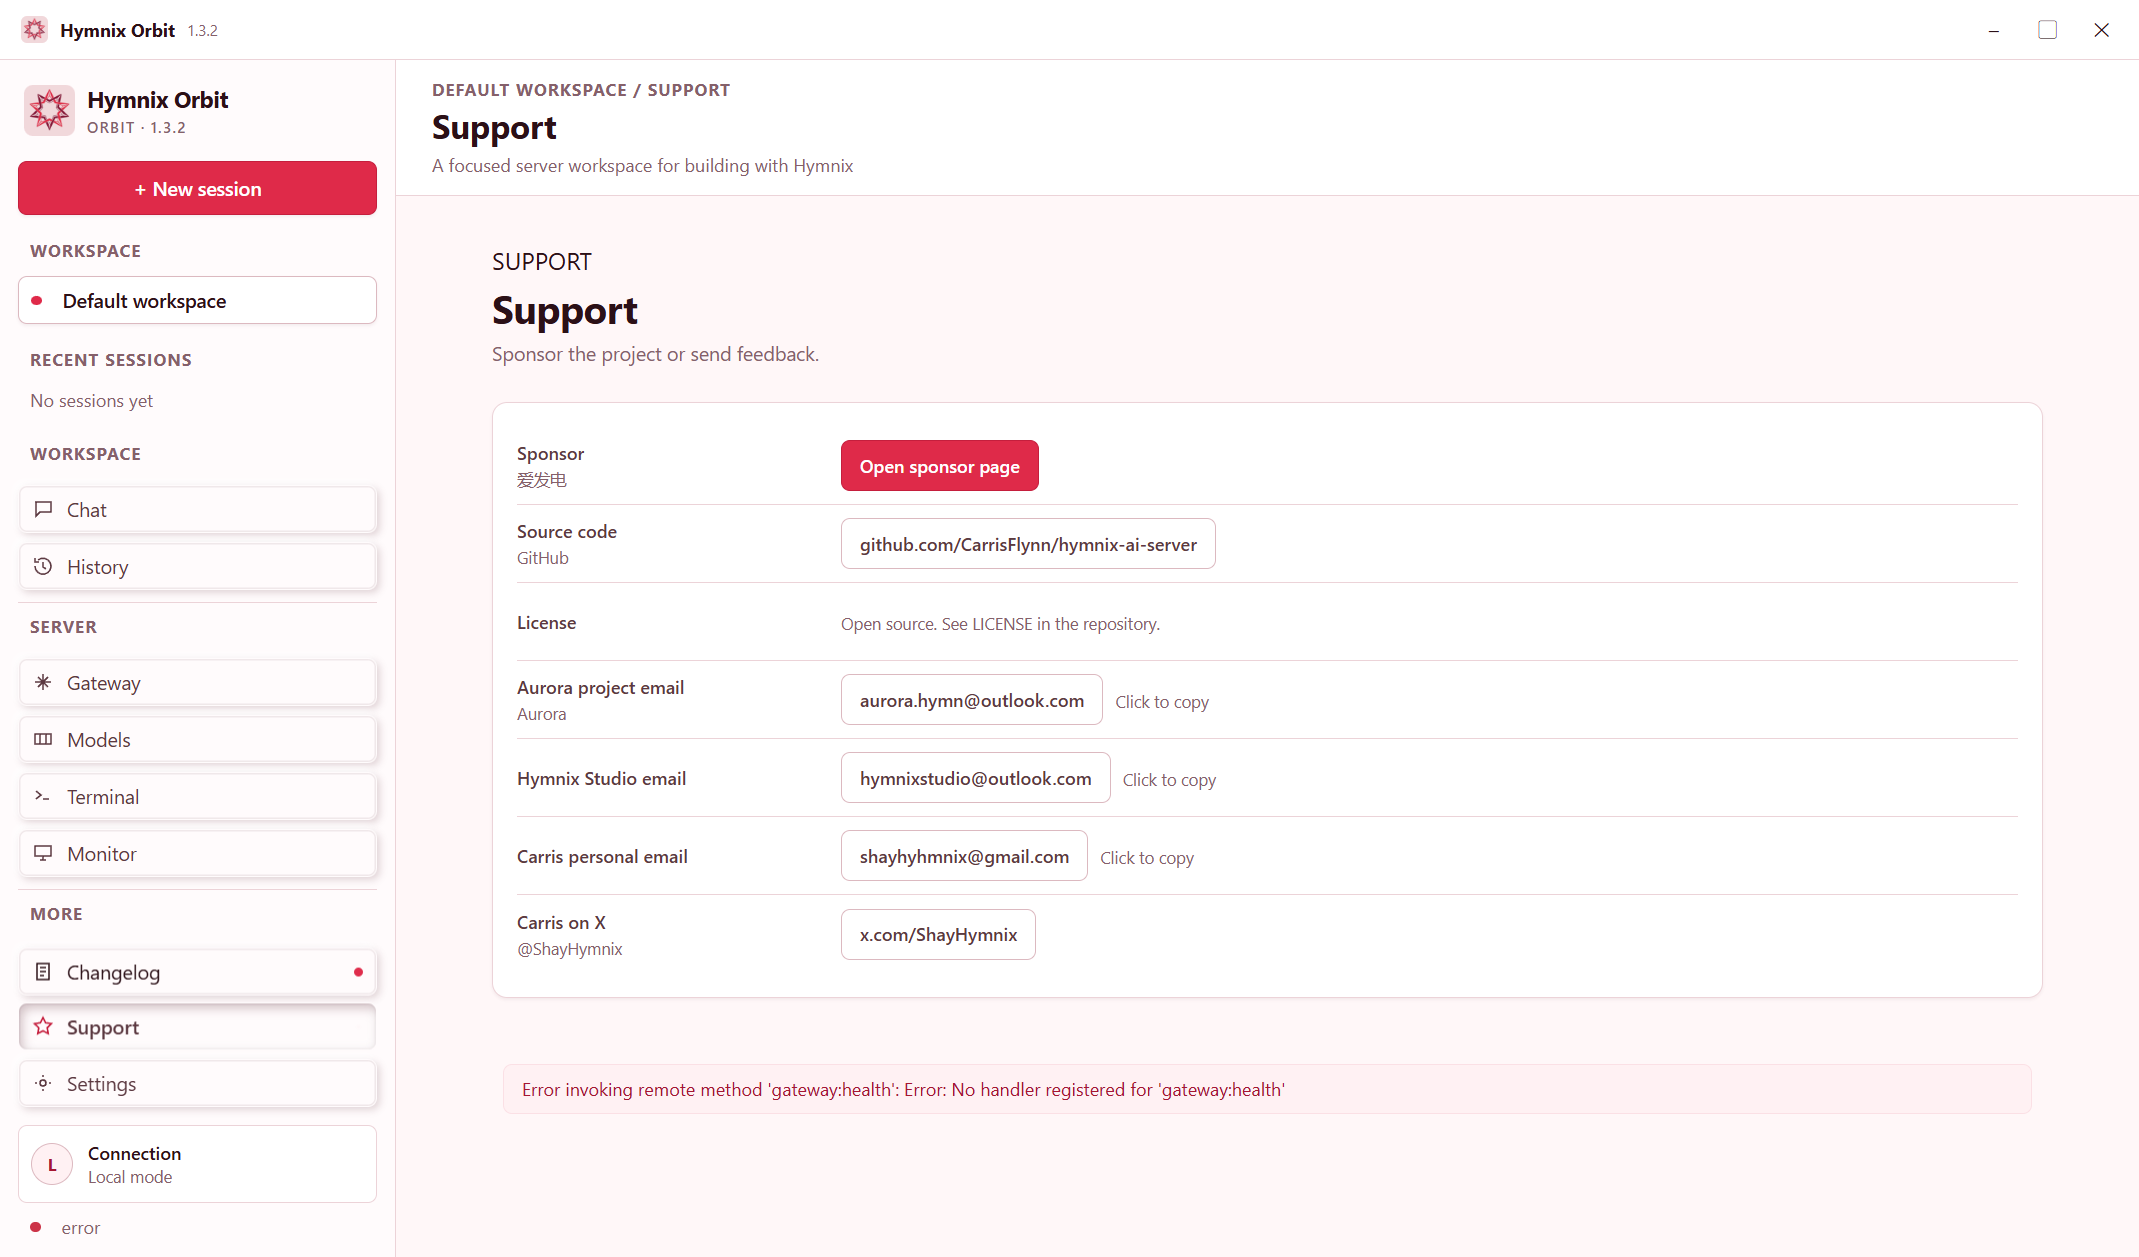 Hymnix Orbit 1.3.2
Hymnix Orbit
ORBIT · 1.3.2
+ New session
WORKSPACE
Default workspace
RECENT SESSIONS
No sessions yet
WORKSPACE
Chat
History
SERVER
Gateway
Models
Terminal
Monitor
MORE
Changelog
Support
Settings
L
Connection
Local mode
error
DEFAULT WORKSPACE / SUPPORT
Support
A focused server workspace for building with Hymnix
SUPPORT
Support
Sponsor the project or send feedback.
Sponsor
爱发电
Open sponsor page
Source code
GitHub
github.com/CarrisFlynn/hymnix-ai-server
License
Open source. See LICENSE in the repository.
Aurora project email
Aurora
aurora.hymn@outlook.com Click to copy
Hymnix Studio email
hymnixstudio@outlook.com Click to copy
Carris personal email
shayhyhmnix@gmail.com Click to copy
Carris on X
@ShayHymnix
x.com/ShayHymnix
Error invoking remote method 'gateway:health': Error: No handler registered for 'gateway:health'